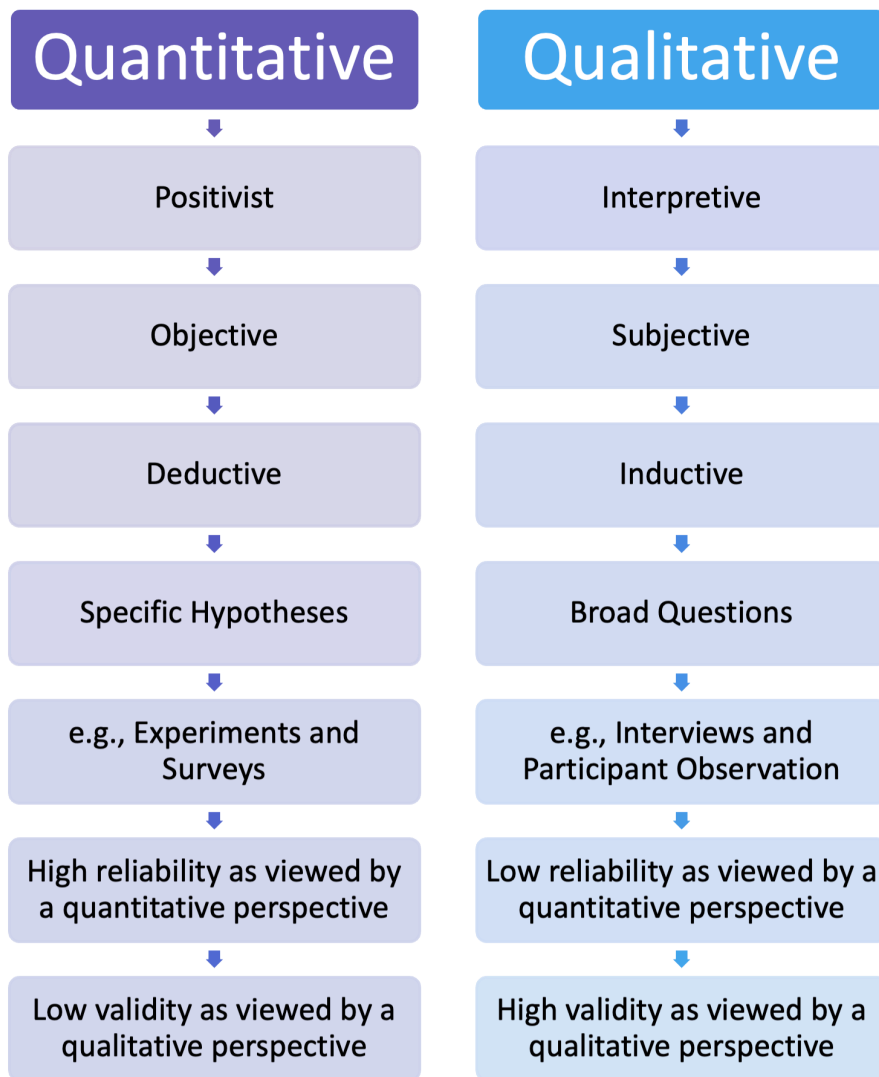 Quantitative
Positivist
Objective
Deductive
Specific Hypotheses
e.g., Experiments and
Surveys
High reliability as viewed by
a quantitative perspective
Low validity as viewed by a
qualitative perspective
Qualitative
Interpretive
Subjective
Inductive
Broad Questions
e.g., Interviews and
Participant Observation
Low reliability as viewed by a
quantitative perspective
High validity as viewed by a
qualitative perspective